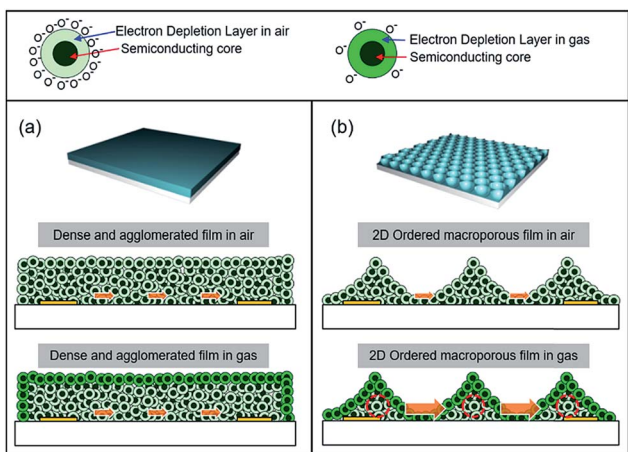 Electron Depletion Layer in air
Semiconducting core
Electron Depletion Layer in gas
Semiconducting core
O⁻ O⁻ O⁻ O⁻ O⁻ O⁻ O⁻ O⁻ O⁻ O⁻ O⁻ O⁻ O⁻
O⁻ O⁻ O⁻ O⁻
(a)
(b)
Dense and agglomerated film in air
2D Ordered macroporous film in air
Dense and agglomerated film in gas
2D Ordered macroporous film in gas